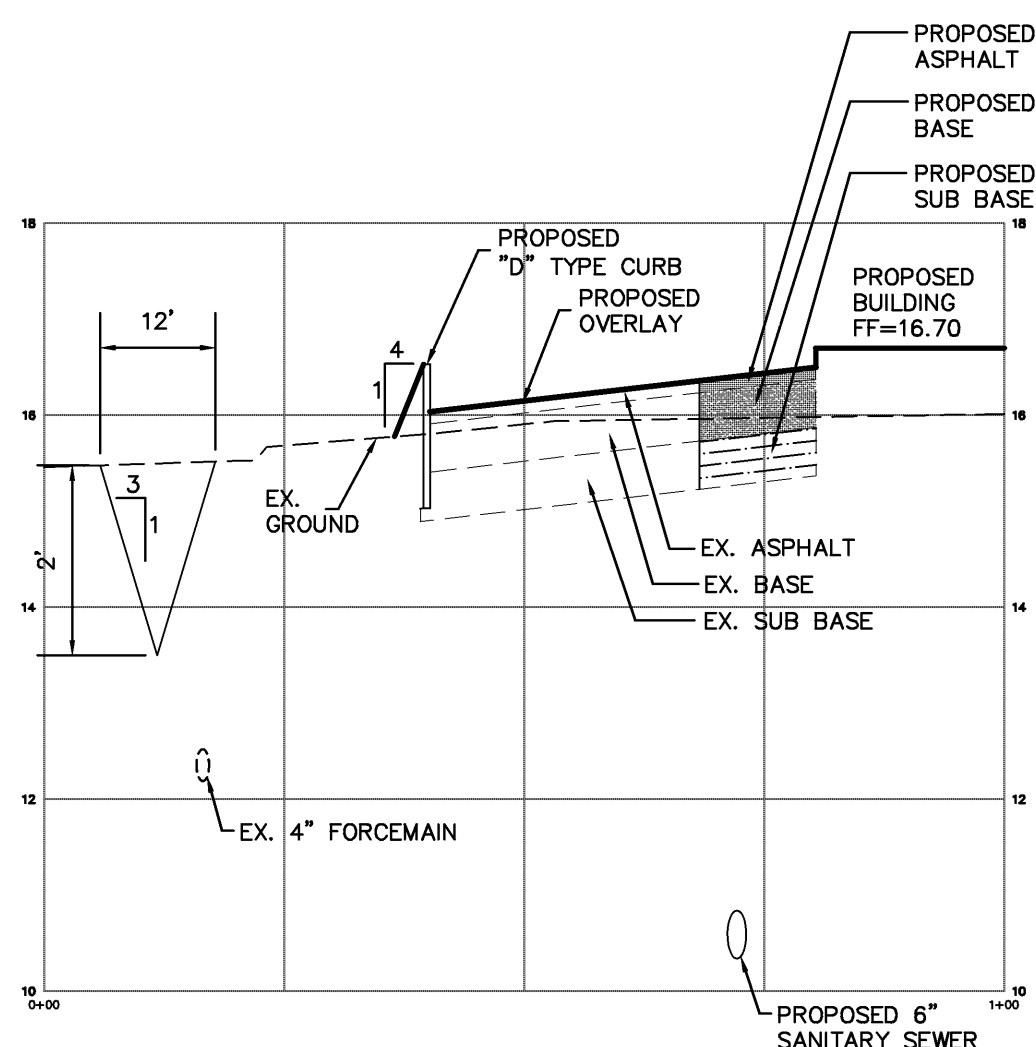 PROPOSED
ASPHALT
PROPOSED
BASE
PROPOSED
SUB BASE
18
18
PROPOSED
"D" TYPE CURB
PROPOSED
OVERLAY
PROPOSED
BUILDING
FF=16.70
12'
4
1
16
16
3
1
2'
EX.
GROUND
EX. ASPHALT
EX. BASE
EX. SUB BASE
14
14
12
12
EX. 4" FORCEMAIN
10
10
0+00
1+00
PROPOSED 6"
SANITARY SEWER